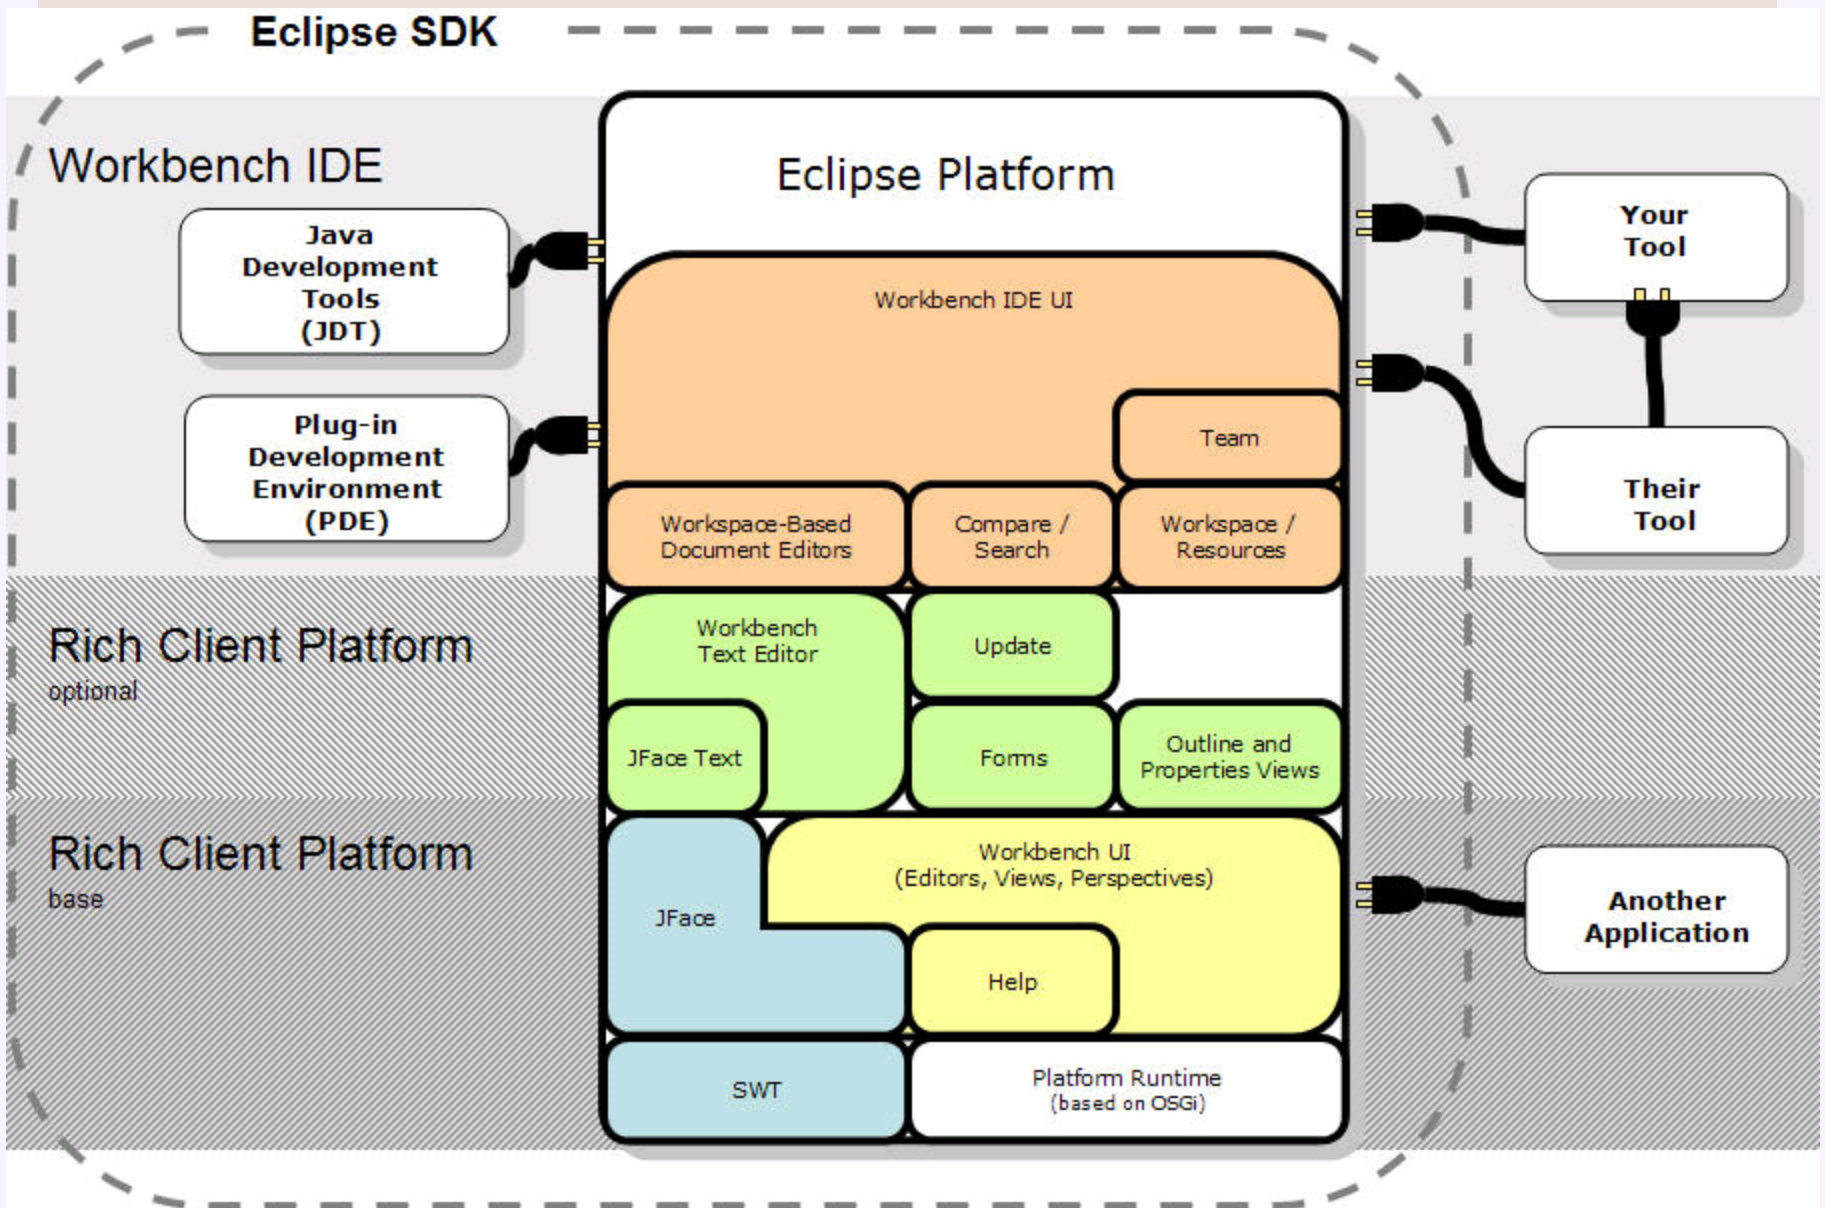 Eclipse SDK
Workbench IDE
Eclipse Platform
Java
Development
Tools
(JDT)
Plug-in
Development
Environment
(PDE)
Workbench IDE UI
Team
Workspace-Based
Document Editors
Compare /
Search
Workspace /
Resources
Your
Tool
Their
Tool
Rich Client Platform
optional
Workbench
Text Editor
Update
JFace Text
Forms
Outline and
Properties Views
Rich Client Platform
base
JFace
Workbench UI
(Editors, Views, Perspectives)
Help
SWT
Platform Runtime
(based on OSGi)
Another
Application